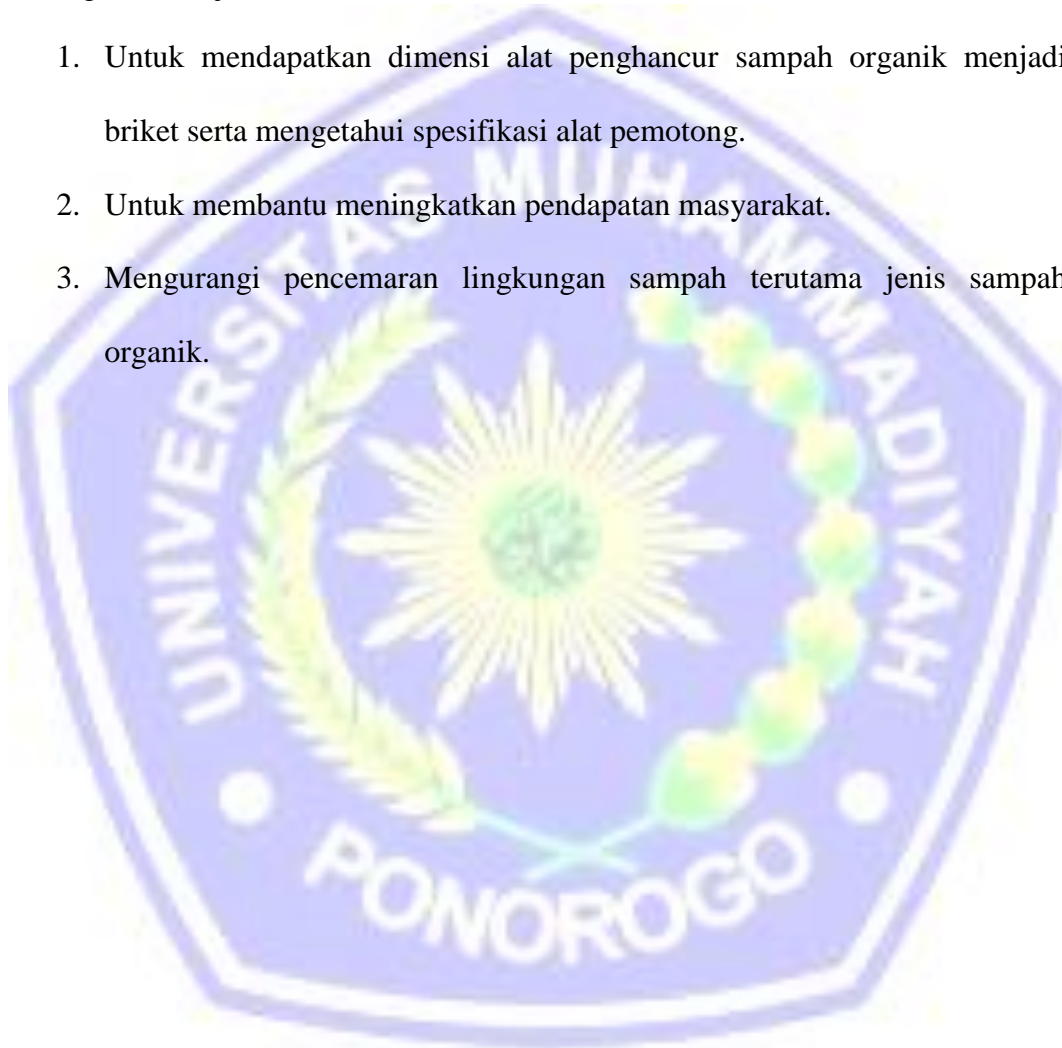 1. Untuk mendapatkan dimensi alat penghancur sampah organik menjadi
briket serta mengetahui spesifikasi alat pemotong.
2. Untuk membantu meningkatkan pendapatan masyarakat.
3. Mengurangi pencemaran lingkungan sampah terutama jenis sampah
organik.
UNIVERSITAS MUHAMMADIYAH
PONOROGO